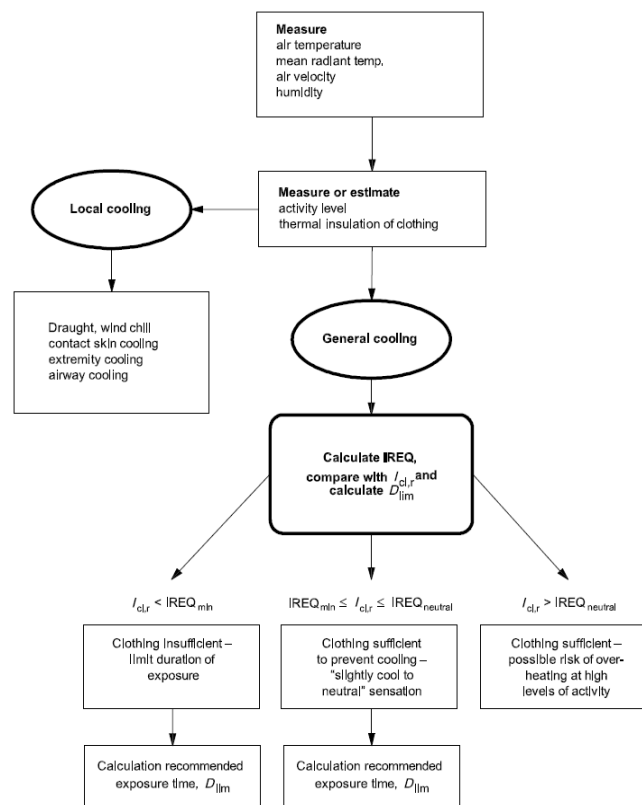 Measure
air temperature
mean radiant temp.
air velocity
humidity
Measure or estimate
activity level
thermal insulation of clothing
Local cooling
Draught, wind chill
contact skin cooling
extremity cooling
airway cooling
General cooling
Calculate IREQ,
compare with Icl,r and
calculate Dlim
Icl,r < IREQmin
IREQmin ≤ Icl,r ≤ IREQneutral
Icl,r > IREQneutral
Clothing insufficient –
limit duration of
exposure
Clothing sufficient
to prevent cooling –
"slightly cool to
neutral" sensation
Clothing sufficient –
possible risk of over-
heating at high
levels of activity
Calculation recommended
exposure time, Dlim
Calculation recommended
exposure time, Dlim